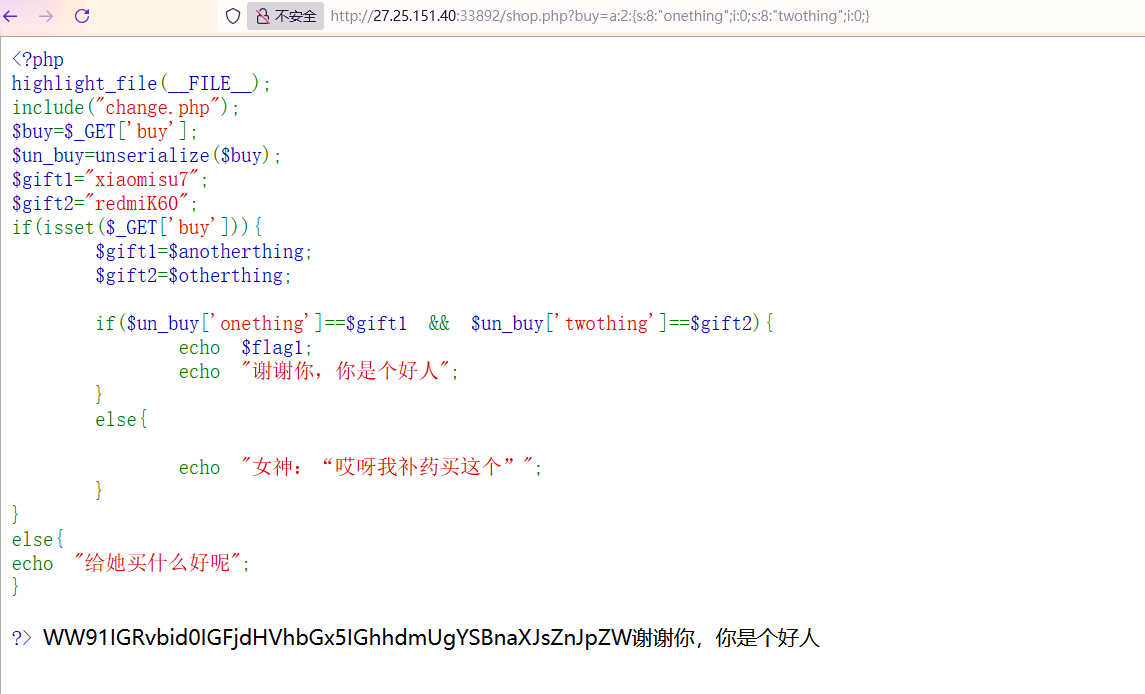 不安全 http://27.25.151.40:33892/shop.php?buy=a:2:{s:8:"onething";i:0;s:8:"twothing";i:0;}
<?php
highlight_file(__FILE__);
include("change.php");
$buy=$_GET['buy'];
$un_buy=unserialize($buy);
$gift1="xiaomisu7";
$gift2="redmiK60";
if(isset($_GET['buy'])){
$gift1=$anotherthing;
$gift2=$otherthing;
if($un_buy['onething']==$gift1 && $un_buy['twothing']==$gift2){
echo $flag1;
echo "谢谢你，你是个好人";
}
else{
echo "女神：“哎呀我补药买这个”";
}
}
else{
echo "给她买什么好呢";
}
?> WW91IGRvbid0IGFjdHVhbGx5IGhhdmUgYSBnaXJsZnJpZW谢谢你，你是个好人